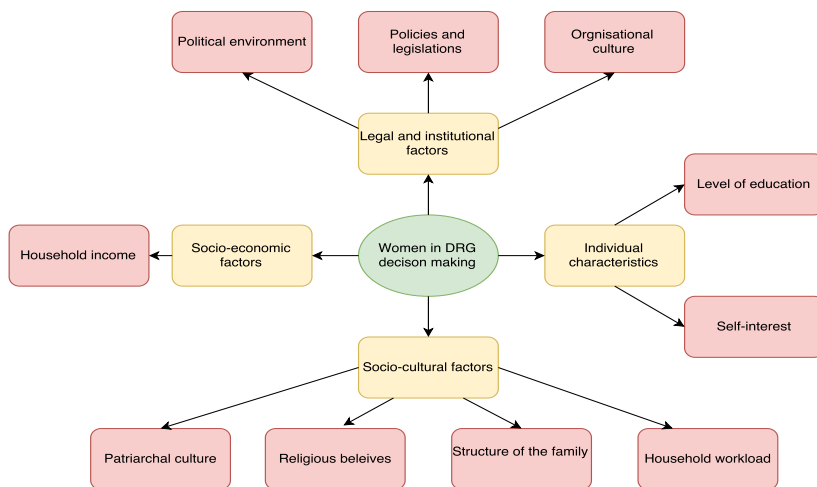 Political environment
Policies and
legislations
Orgnisational
culture
Legal and institutional
factors
Level of education
Household income
Socio-economic
factors
Women in DRG
decison making
Individual
characteristics
Self-interest
Socio-cultural factors
Patriarchal culture
Religious beleives
Structure of the family
Household workload